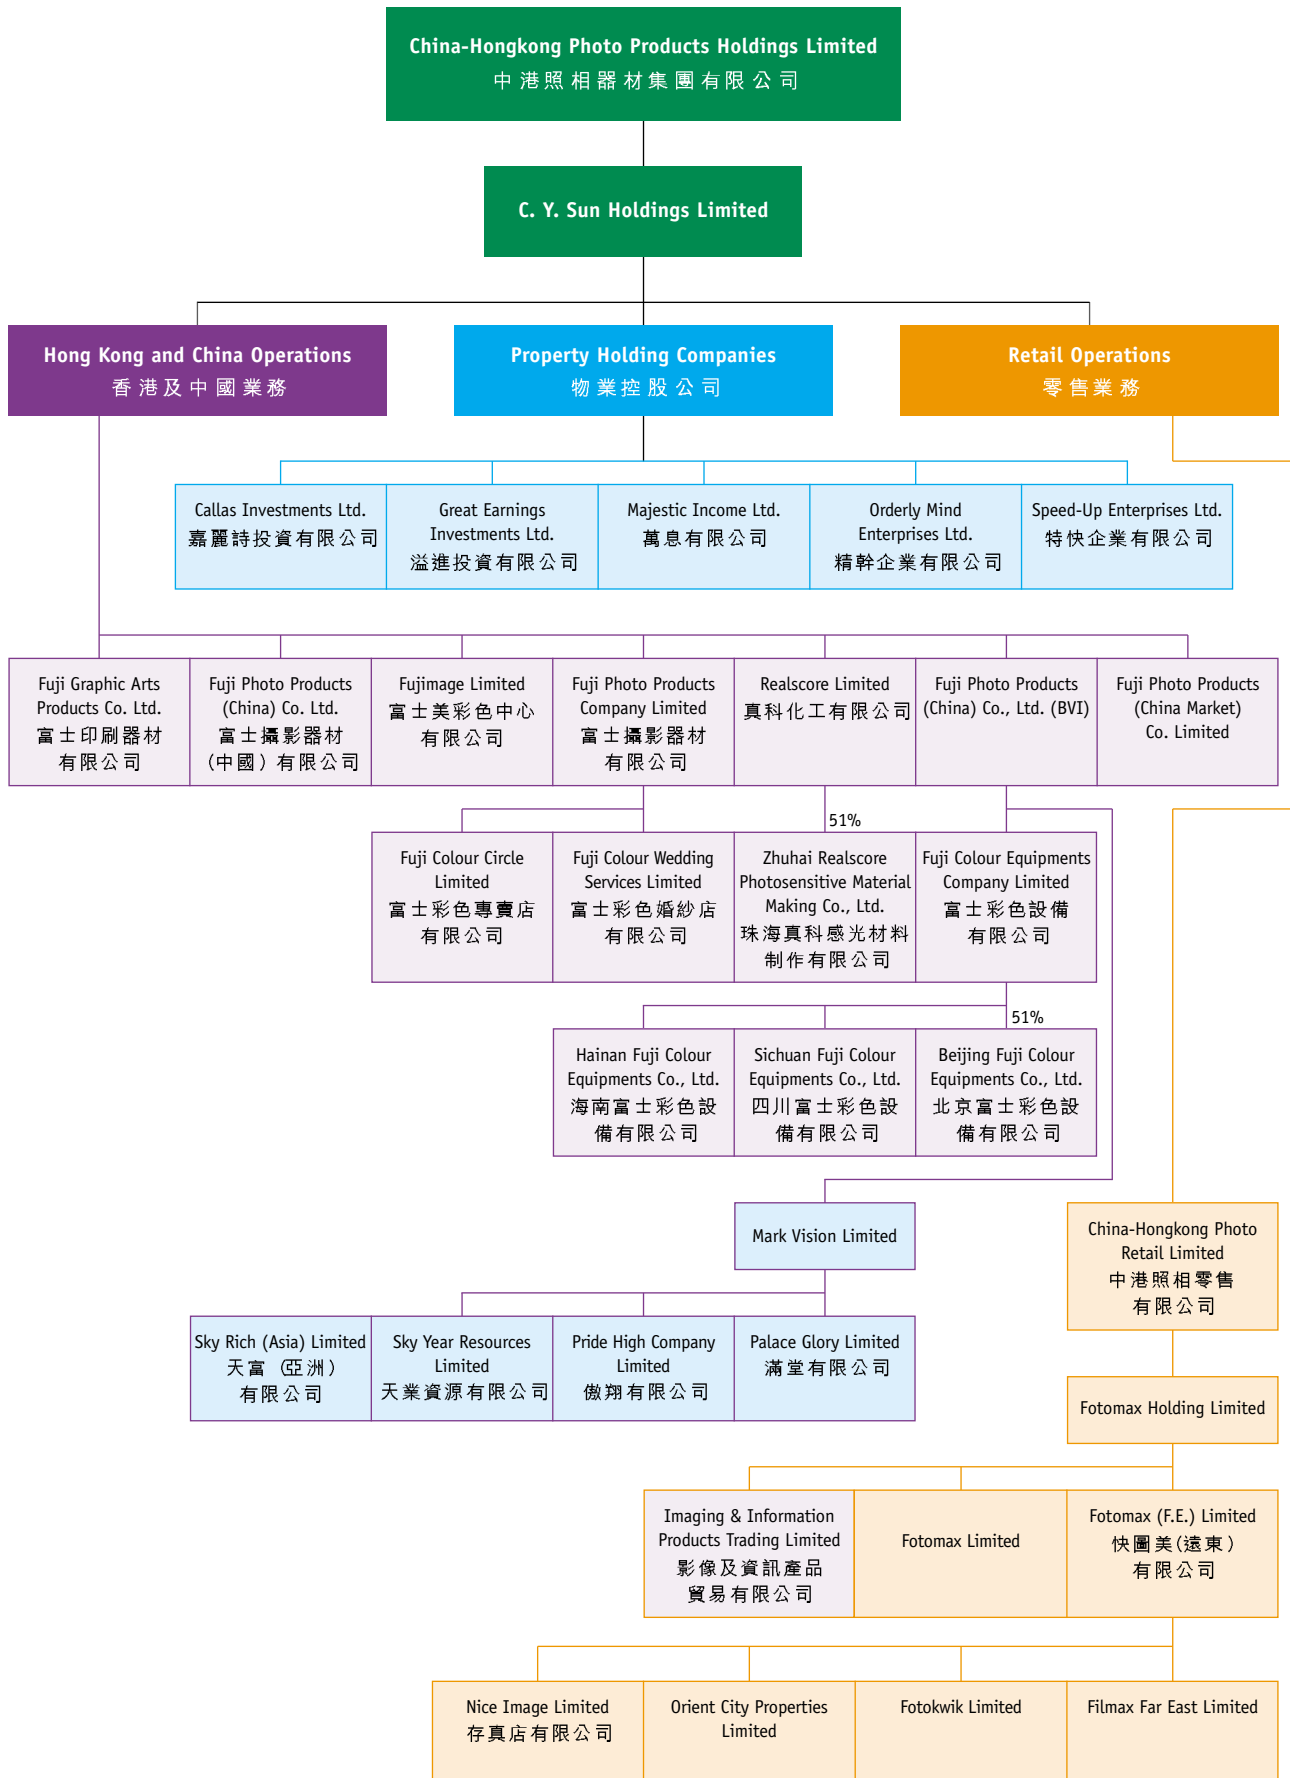 China-Hongkong Photo Products Holdings Limited
中港照相器材集團有限公司
C. Y. Sun Holdings Limited
Hong Kong and China Operations
香港及中國業務
Property Holding Companies
物業控股公司
Retail Operations
零售業務
Callas Investments Ltd.
嘉麗詩投資有限公司
Great Earnings
Investments Ltd.
溢進投資有限公司
Majestic Income Ltd.
萬息有限公司
Orderly Mind
Enterprises Ltd.
精幹企業有限公司
Speed-Up Enterprises Ltd.
特快企業有限公司
Fuji Graphic Arts
Products Co. Ltd.
富士印刷器材
有限公司
Fuji Photo Products
(China) Co. Ltd.
富士攝影器材
(中國) 有限公司
Fujimage Limited
富士美彩色中心
有限公司
Fuji Photo Products
Company Limited
富士攝影器材
有限公司
Realscore Limited
真科化工有限公司
Fuji Photo Products
(China) Co., Ltd. (BVI)
Fuji Photo Products
(China Market)
Co. Limited
51%
Fuji Colour Circle
Limited
富士彩色專賣店
有限公司
Fuji Colour Wedding
Services Limited
富士彩色婚紗店
有限公司
Zhuhai Realscore
Photosensitive Material
Making Co., Ltd.
珠海真科感光材料
制作有限公司
Fuji Colour Equipments
Company Limited
富士彩色設備
有限公司
51%
Hainan Fuji Colour
Equipments Co., Ltd.
海南富士彩色設
備有限公司
Sichuan Fuji Colour
Equipments Co., Ltd.
四川富士彩色設
備有限公司
Beijing Fuji Colour
Equipments Co., Ltd.
北京富士彩色設
備有限公司
Mark Vision Limited
China-Hongkong Photo
Retail Limited
中港照相零售
有限公司
Sky Rich (Asia) Limited
天富 (亞洲)
有限公司
Sky Year Resources
Limited
天業資源有限公司
Pride High Company
Limited
傲翔有限公司
Palace Glory Limited
滿堂有限公司
Fotomax Holding Limited
Imaging & Information
Products Trading Limited
影像及資訊產品
貿易有限公司
Fotomax Limited
Fotomax (F.E.) Limited
快圖美(遠東)
有限公司
Nice Image Limited
存真店有限公司
Orient City Properties
Limited
Fotokwik Limited
Filmax Far East Limited